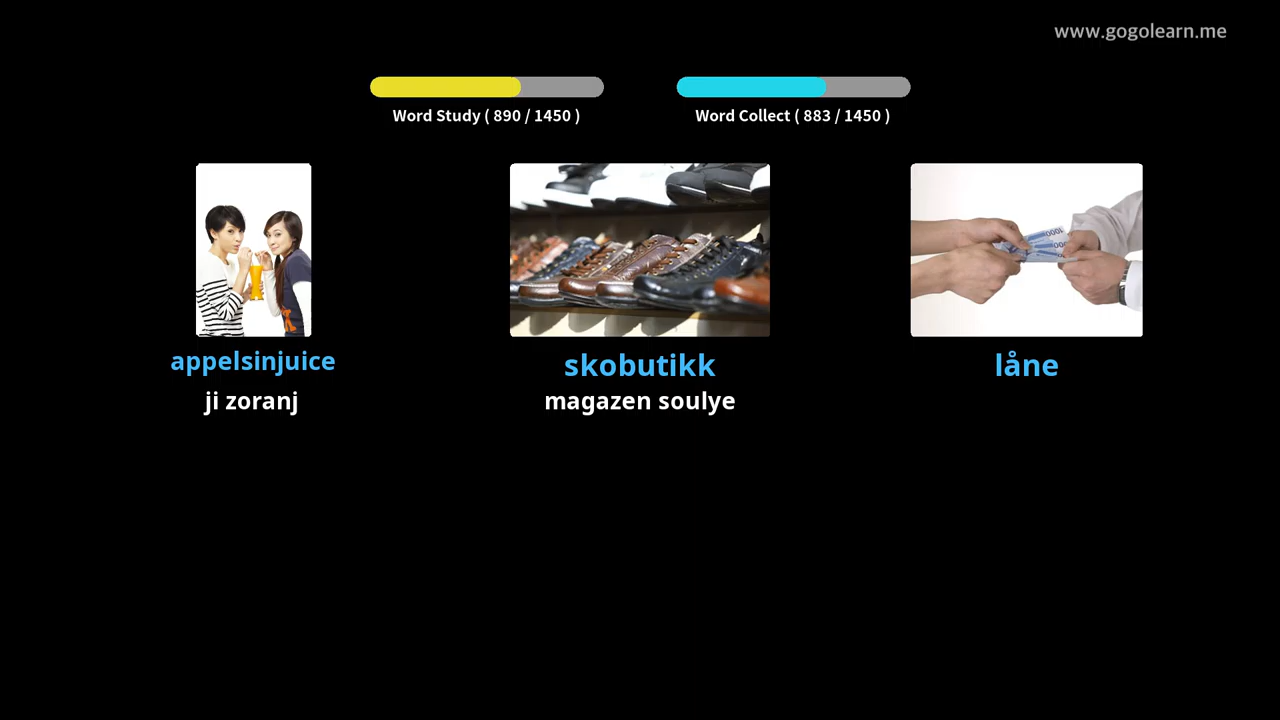 www.gogolearn.me
Word Study ( 890 / 1450 )
Word Collect ( 883 / 1450 )
appelsinjuice
skobutikk
låne
ji zoranj
magazen soulye